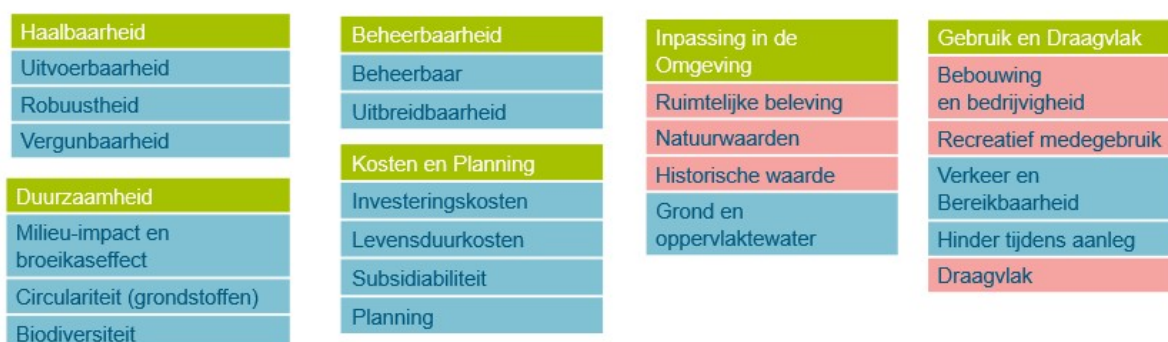 Haalbaarheid
Uitvoerbaarheid
Robuustheid
Vergunbaarheid
Duurzaamheid
Milieu-impact en
broeikaseffect
Circulariteit (grondstoffen)
Biodiversiteit
Beheerbaarheid
Beheerbaar
Uitbreidbaarheid
Kosten en Planning
Investeringskosten
Levensduurkosten
Subsidiabiliteit
Planning
Inpassing in de
Omgeving
Ruimtelijke beleving
Natuurwaarden
Historische waarde
Grond en
oppervlaktewater
Gebruik en Draagvlak
Bebouwing
en bedrijvigheid
Recreatief medegebruik
Verkeer en
Bereikbaarheid
Hinder tijdens aanleg
Draagvlak